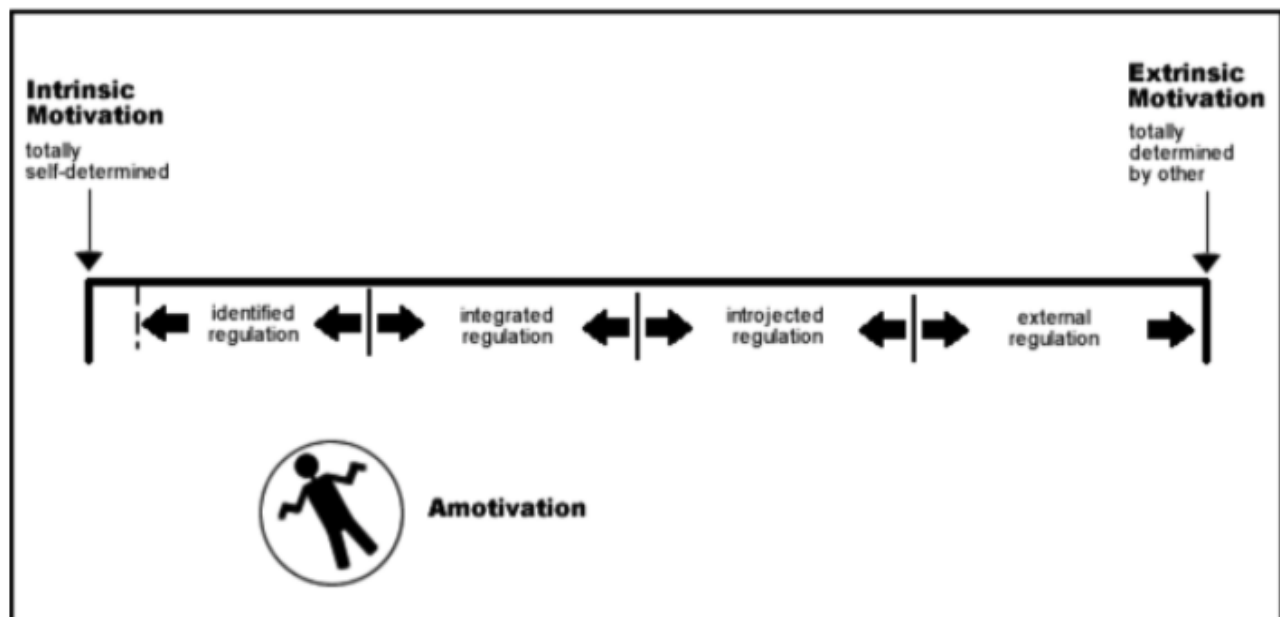 Intrinsic
Motivation
totally
self-determined
Extrinsic
Motivation
totally
determined
by other
identified
regulation
integrated
regulation
introjected
regulation
external
regulation
Amotivation